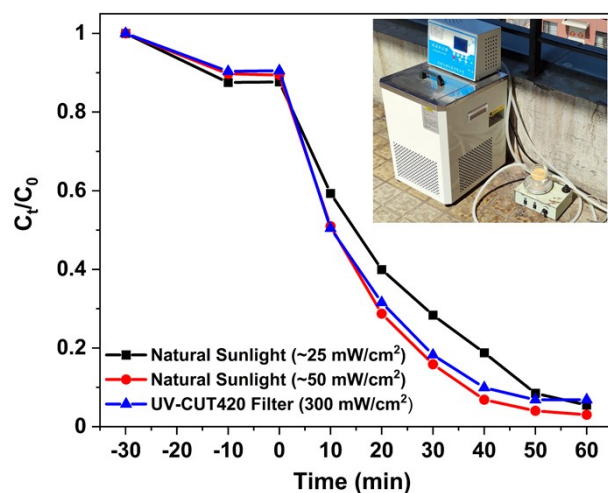 1
0.8
0.6
0.4
0.2
0
C_t/C_0
Natural Sunlight (~25 mW/cm²)
Natural Sunlight (~50 mW/cm²)
UV-CUT420 Filter (300 mW/cm²)
-30 -20 -10 0 10 20 30 40 50 60
Time (min)